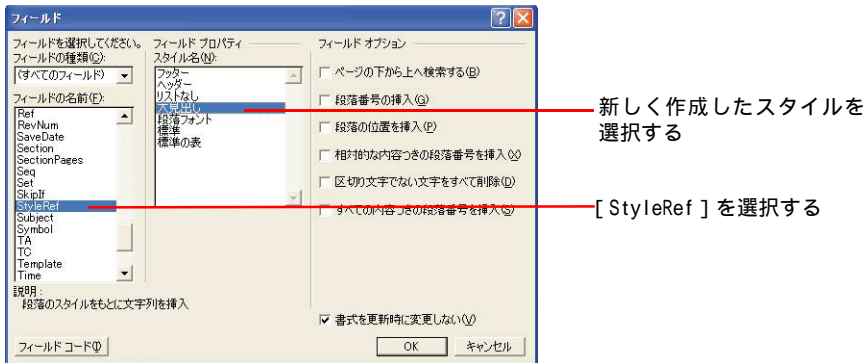 フィールド
フィールドを選択してください。
フィールドの種類(C):
(すべてのフィールド)
フィールドの名前(F):
Ref
RevNum
SaveDate
Section
SectionPages
Seq
Set
SkipIf
StyleRef
Subject
Symbol
TA
TC
Template
Time
フィールド プロパティ
スタイル名(N):
フッター
ヘッダー
リストなし
大見出し
段落フォント
標準
標準の表
フィールド オプション
ページの下から上へ検索する(B)
段落番号の挿入(G)
段落の位置を挿入(P)
相対的な内容つきの段落番号を挿入(X)
区切り文字でない文字をすべて削除(D)
すべての内容つきの段落番号を挿入(S)
説明:
段落のスタイルをもとに文字列を挿入
書式を更新時に変更しない(V)
フィールド コード(I)
OK
キャンセル
新しく作成したスタイルを
選択する
[StyleRef]を選択する